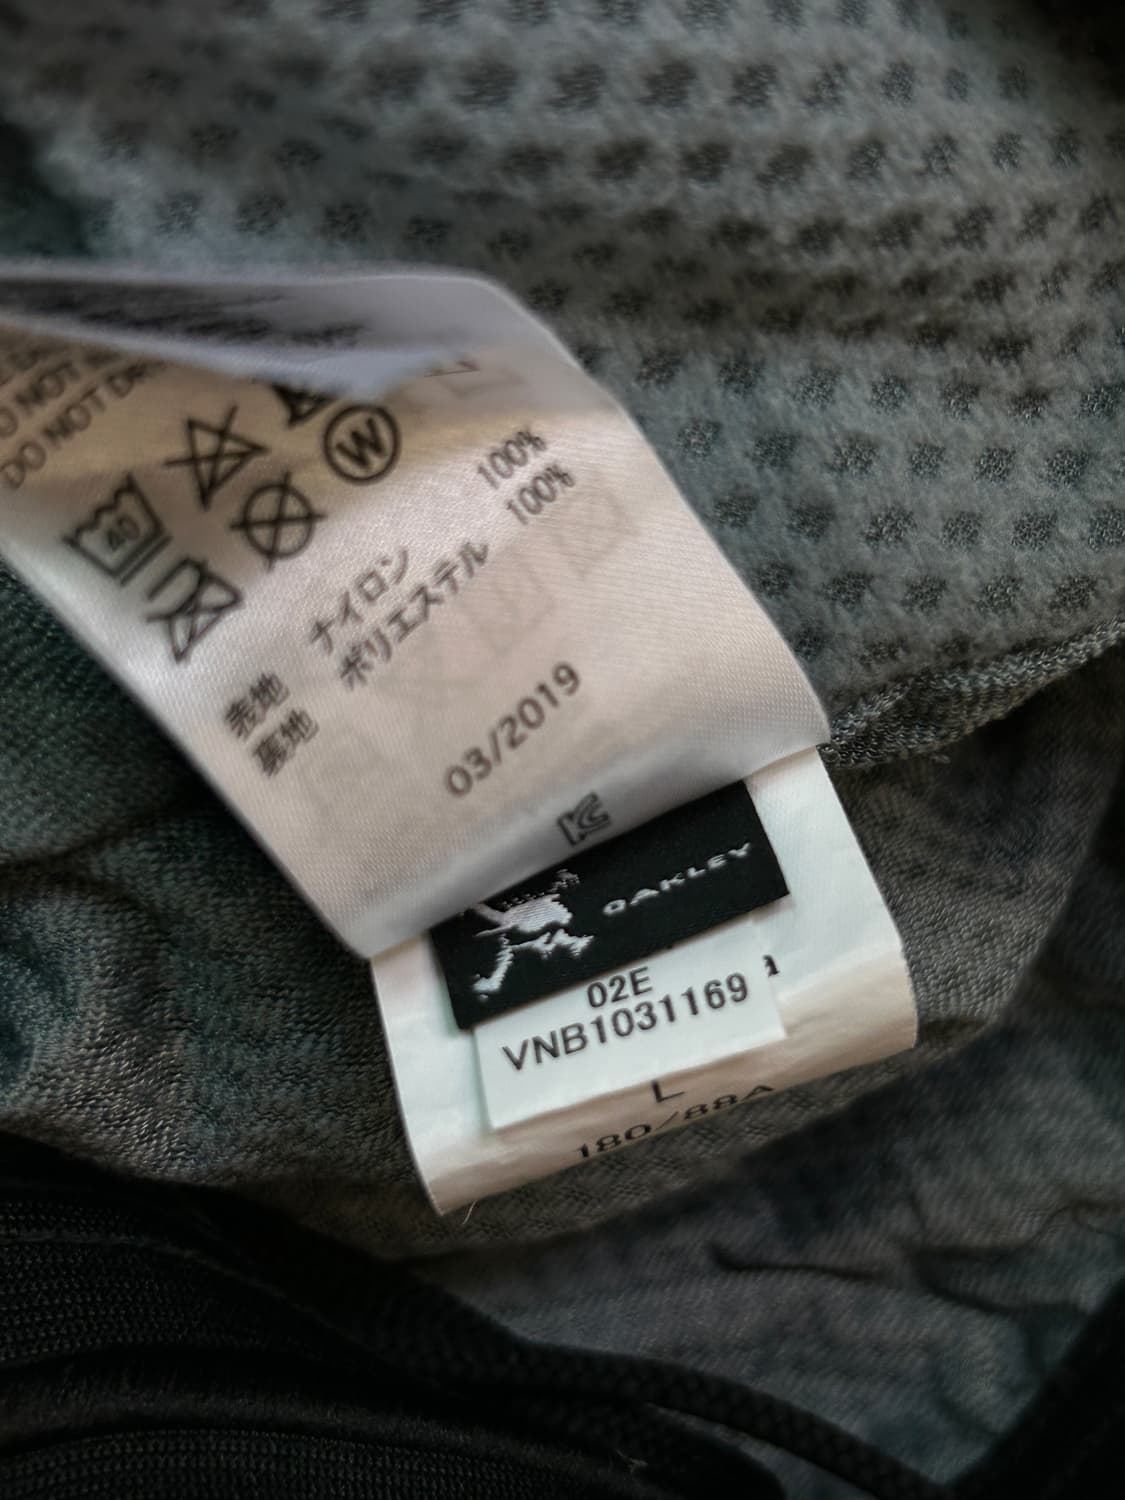 DO NOT
DO NOT DR
40
W
表地 ナイロン 100%
裏地 ポリエステル 100%
03/2019
OAKLEY
02E
VNB1031169
L
180/88A